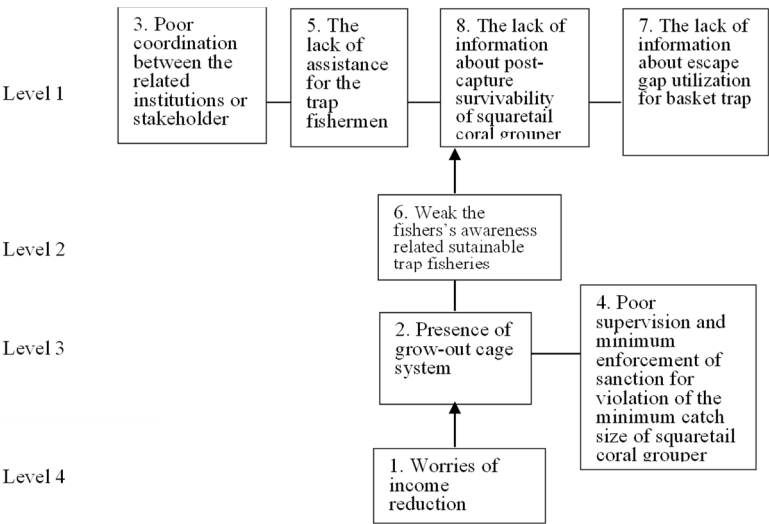 Level 1
3. Poor
coordination
between the
related
institutions or
stakeholder
5. The
lack of
assistance
for the
trap
fishermen
8. The lack of
information
about post-
capture
survivability
of squaretail
coral grouper
7. The lack of
information
about escape
gap utilization
for basket trap
Level 2
6. Weak the
fishers’s awareness
related sutainable
trap fisheries
Level 3
2. Presence of
grow-out cage
system
4. Poor
supervision and
minimum
enforcement of
sanction for
violation of the
minimum catch
size of squaretail
coral grouper
Level 4
1. Worries of
income
reduction